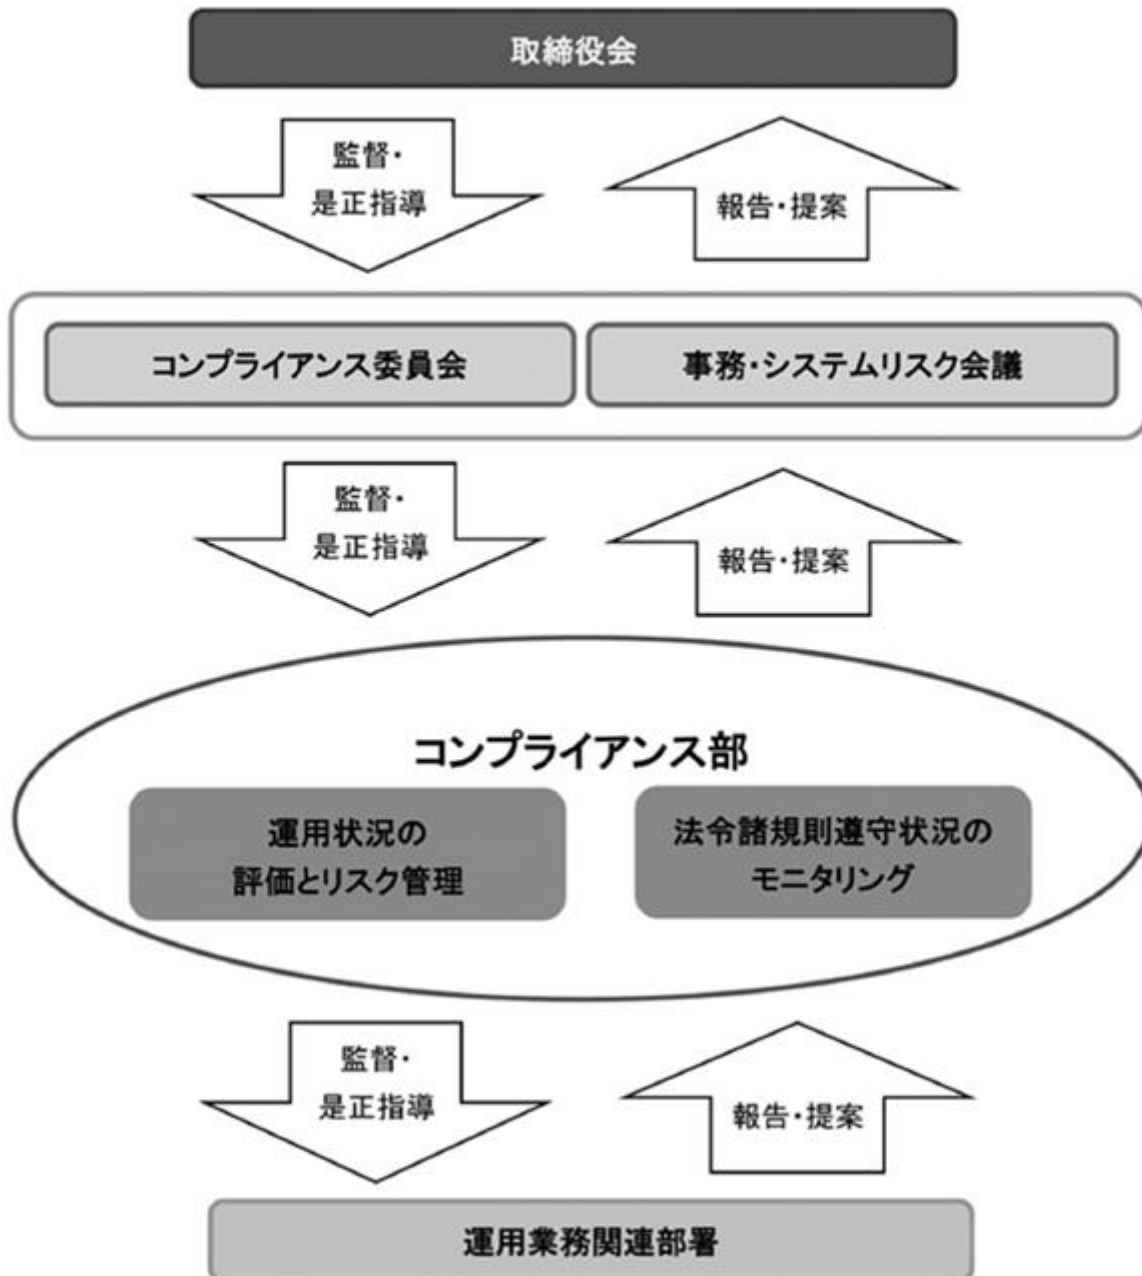 取締役会
監督・
是正指導
報告・提案
コンプライアンス委員会
事務・システムリスク会議
監督・
是正指導
報告・提案
コンプライアンス部
運用状況の
評価とリスク管理
法令諸規則遵守状況の
モニタリング
監督・
是正指導
報告・提案
運用業務関連部署